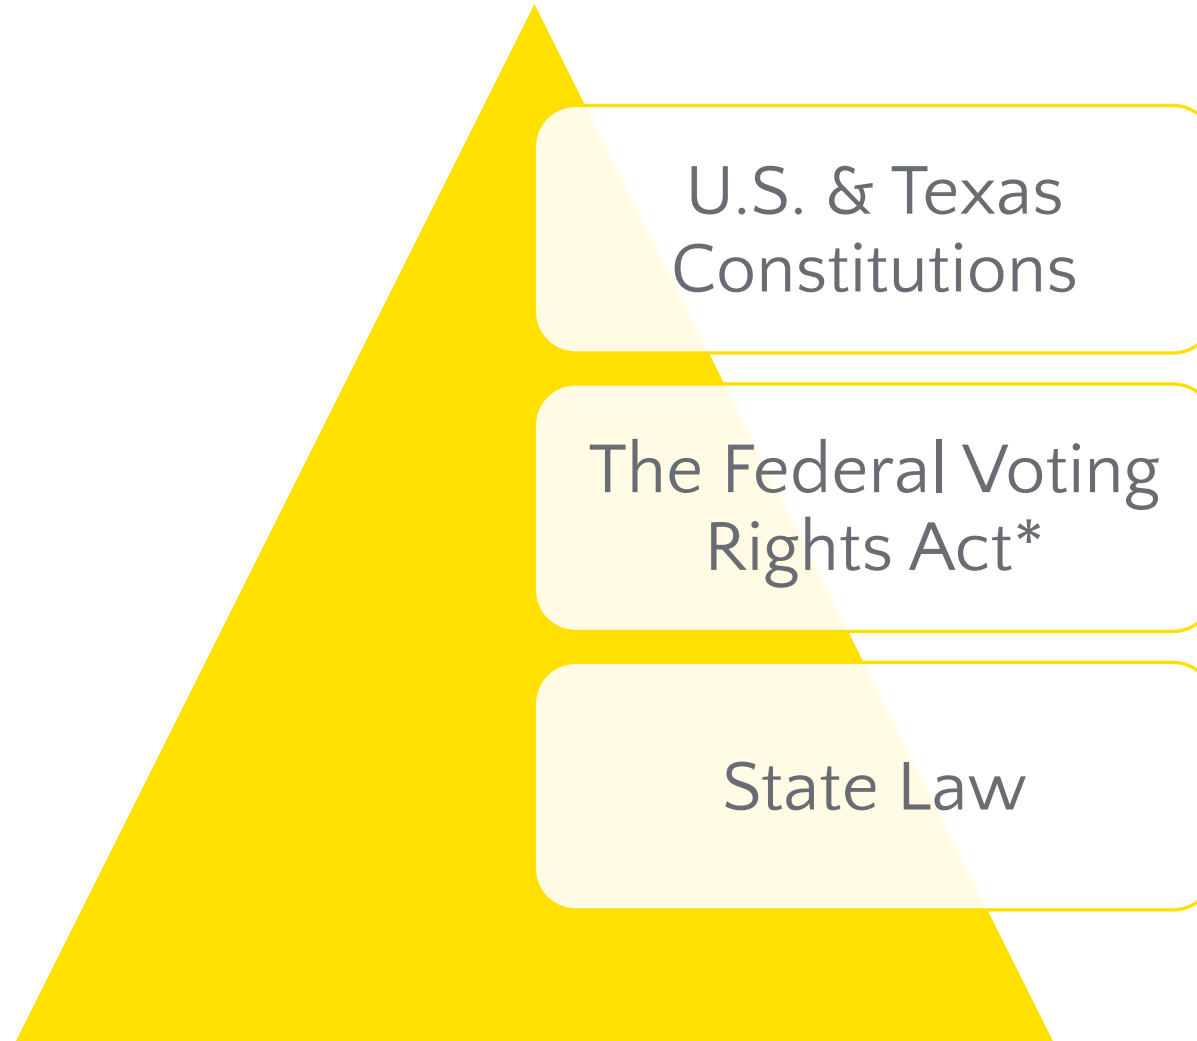 U.S. & Texas
Constitutions
The Federal Voting
Rights Act*
State Law